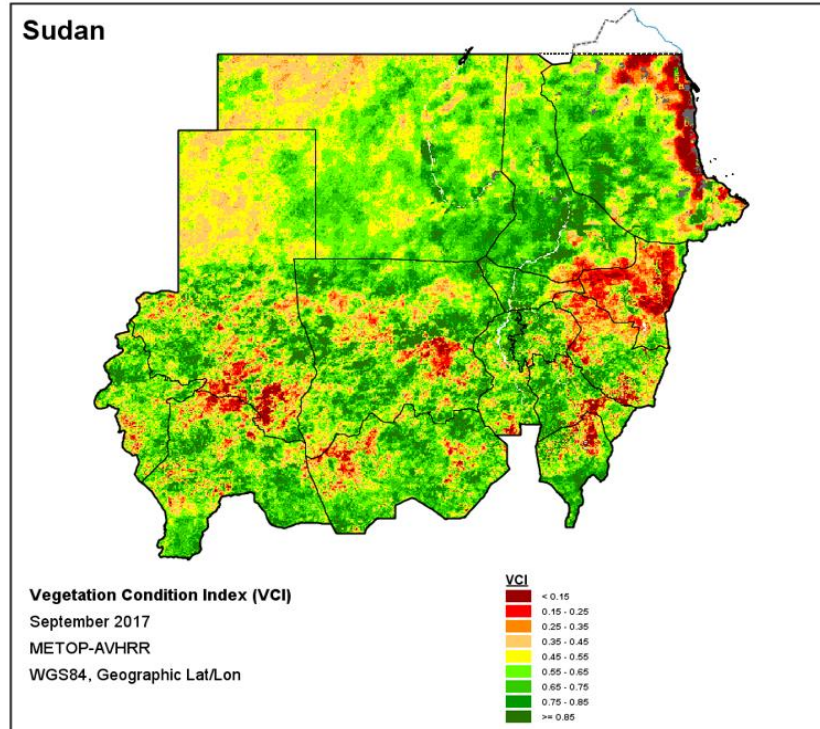 Sudan
Vegetation Condition Index (VCI)
September 2017
METOP-AVHRR
WGS84, Geographic Lat/Lon
VCI
< 0.15
0.15 - 0.25
0.25 - 0.35
0.35 - 0.45
0.45 - 0.55
0.55 - 0.65
0.65 - 0.75
0.75 - 0.85
>= 0.85